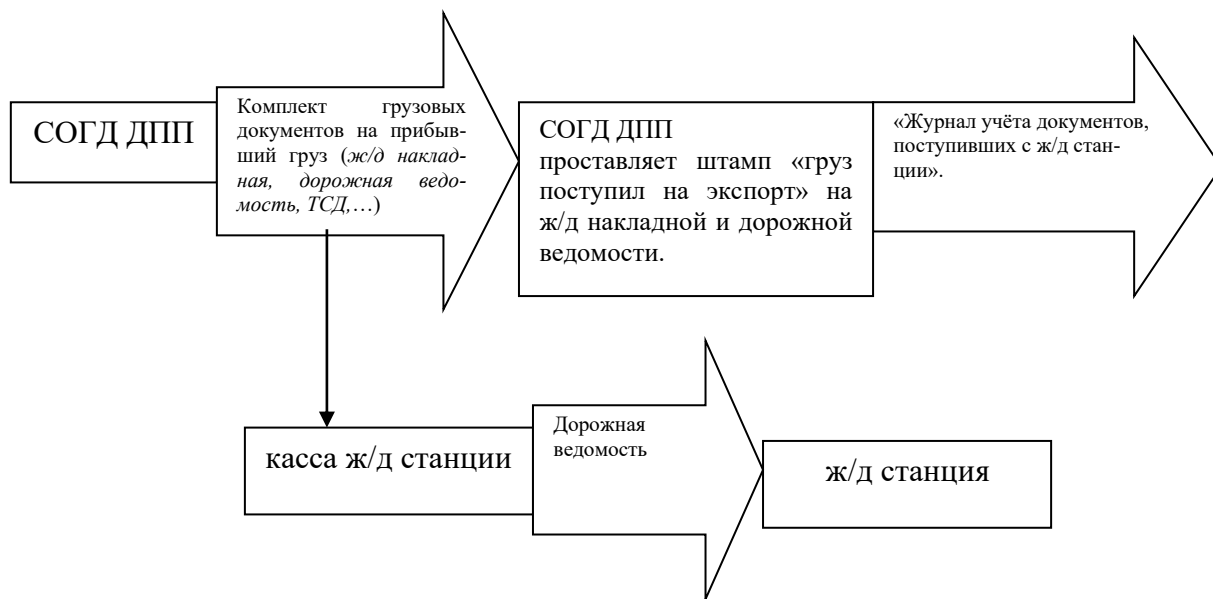 СОГД ДПП
Комплект грузовых
документов на прибыв-
ший груз (ж/д наклад-
ная, дорожная ведо-
мость, ТСД,…)
СОГД ДПП
проставляет штамп «груз
поступил на экспорт» на
ж/д накладной и дорожной
ведомости.
«Журнал учёта документов,
поступивших с ж/д стан-
ции».
касса ж/д станции
Дорожная
ведомость
ж/д станция